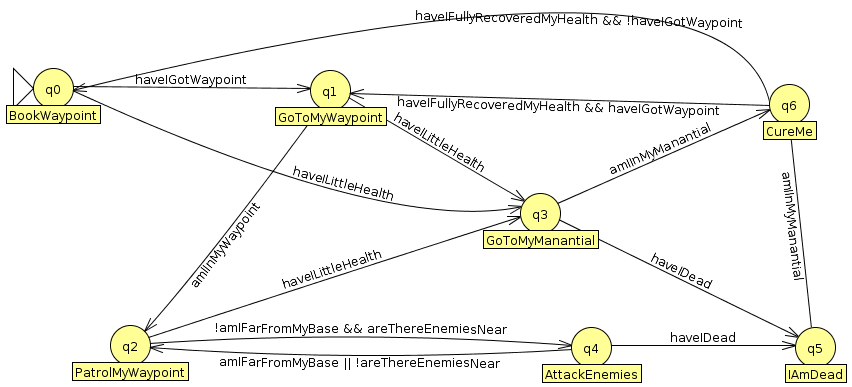 haveIFullyRecoveredMyHealth && !haveIGotWaypoint
q0
haveIGotWaypoint
q1
haveIFullyRecoveredMyHealth && haveIGotWaypoint
q6
BookWaypoint
GoToMyWaypoint
CureMe
haveILittleHealth
amIInMyManantial
haveILittleHealth
q3
GoToMyManantial
amIInMyManantial
amIInMyWaypoint
haveILittleHealth
haveIDead
!amIFarFromMyBase && areThereEnemiesNear
q2
haveIDead
q4
q5
amIFarFromMyBase || !areThereEnemiesNear
PatrolMyWaypoint
AttackEnemies
IAmDead